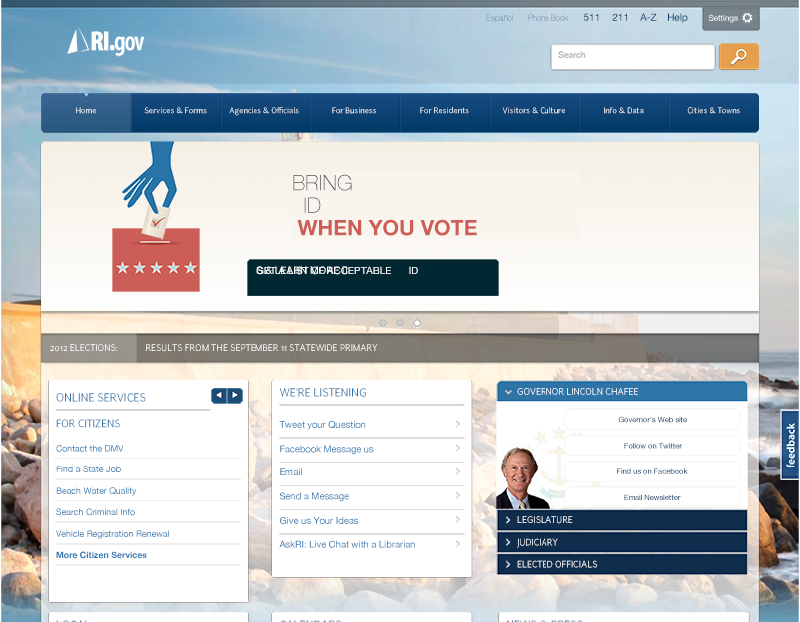 Español Phone Book 511 211 A-Z Help Settings
RI.gov
Search
Home Services & Forms Agencies & Officials For Business For Residents Visitors & Culture Info & Data Cities & Towns
BRING
ID
WHEN YOU VOTE
ID
2012 ELECTIONS: RESULTS FROM THE SEPTEMBER 11 STATEWIDE PRIMARY
ONLINE SERVICES
FOR CITIZENS
Contact the DMV
Find a State Job
Beach Water Quality
Search Criminal Info
Vehicle Registration Renewal
More Citizen Services
WE'RE LISTENING
Tweet your Question
Facebook Message us
Email
Send a Message
Give us Your Ideas
AskRI: Live Chat with a Librarian
GOVERNOR LINCOLN CHAFEE
Governor's Web site
Follow on Twitter
Find us on Facebook
Email Newsletter
LEGISLATURE
JUDICIARY
ELECTED OFFICIALS
feedback